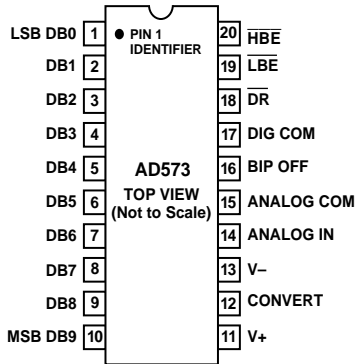 LSB DB0 1 ● PIN 1 20 HBE
IDENTIFIER
DB1 2 19 LBE
DB2 3 18 DR
DB3 4 17 DIG COM
DB4 5 AD573 16 BIP OFF
DB5 6 TOP VIEW 15 ANALOG COM
(Not to Scale)
DB6 7 14 ANALOG IN
DB7 8 13 V–
DB8 9 12 CONVERT
MSB DB9 10 11 V+